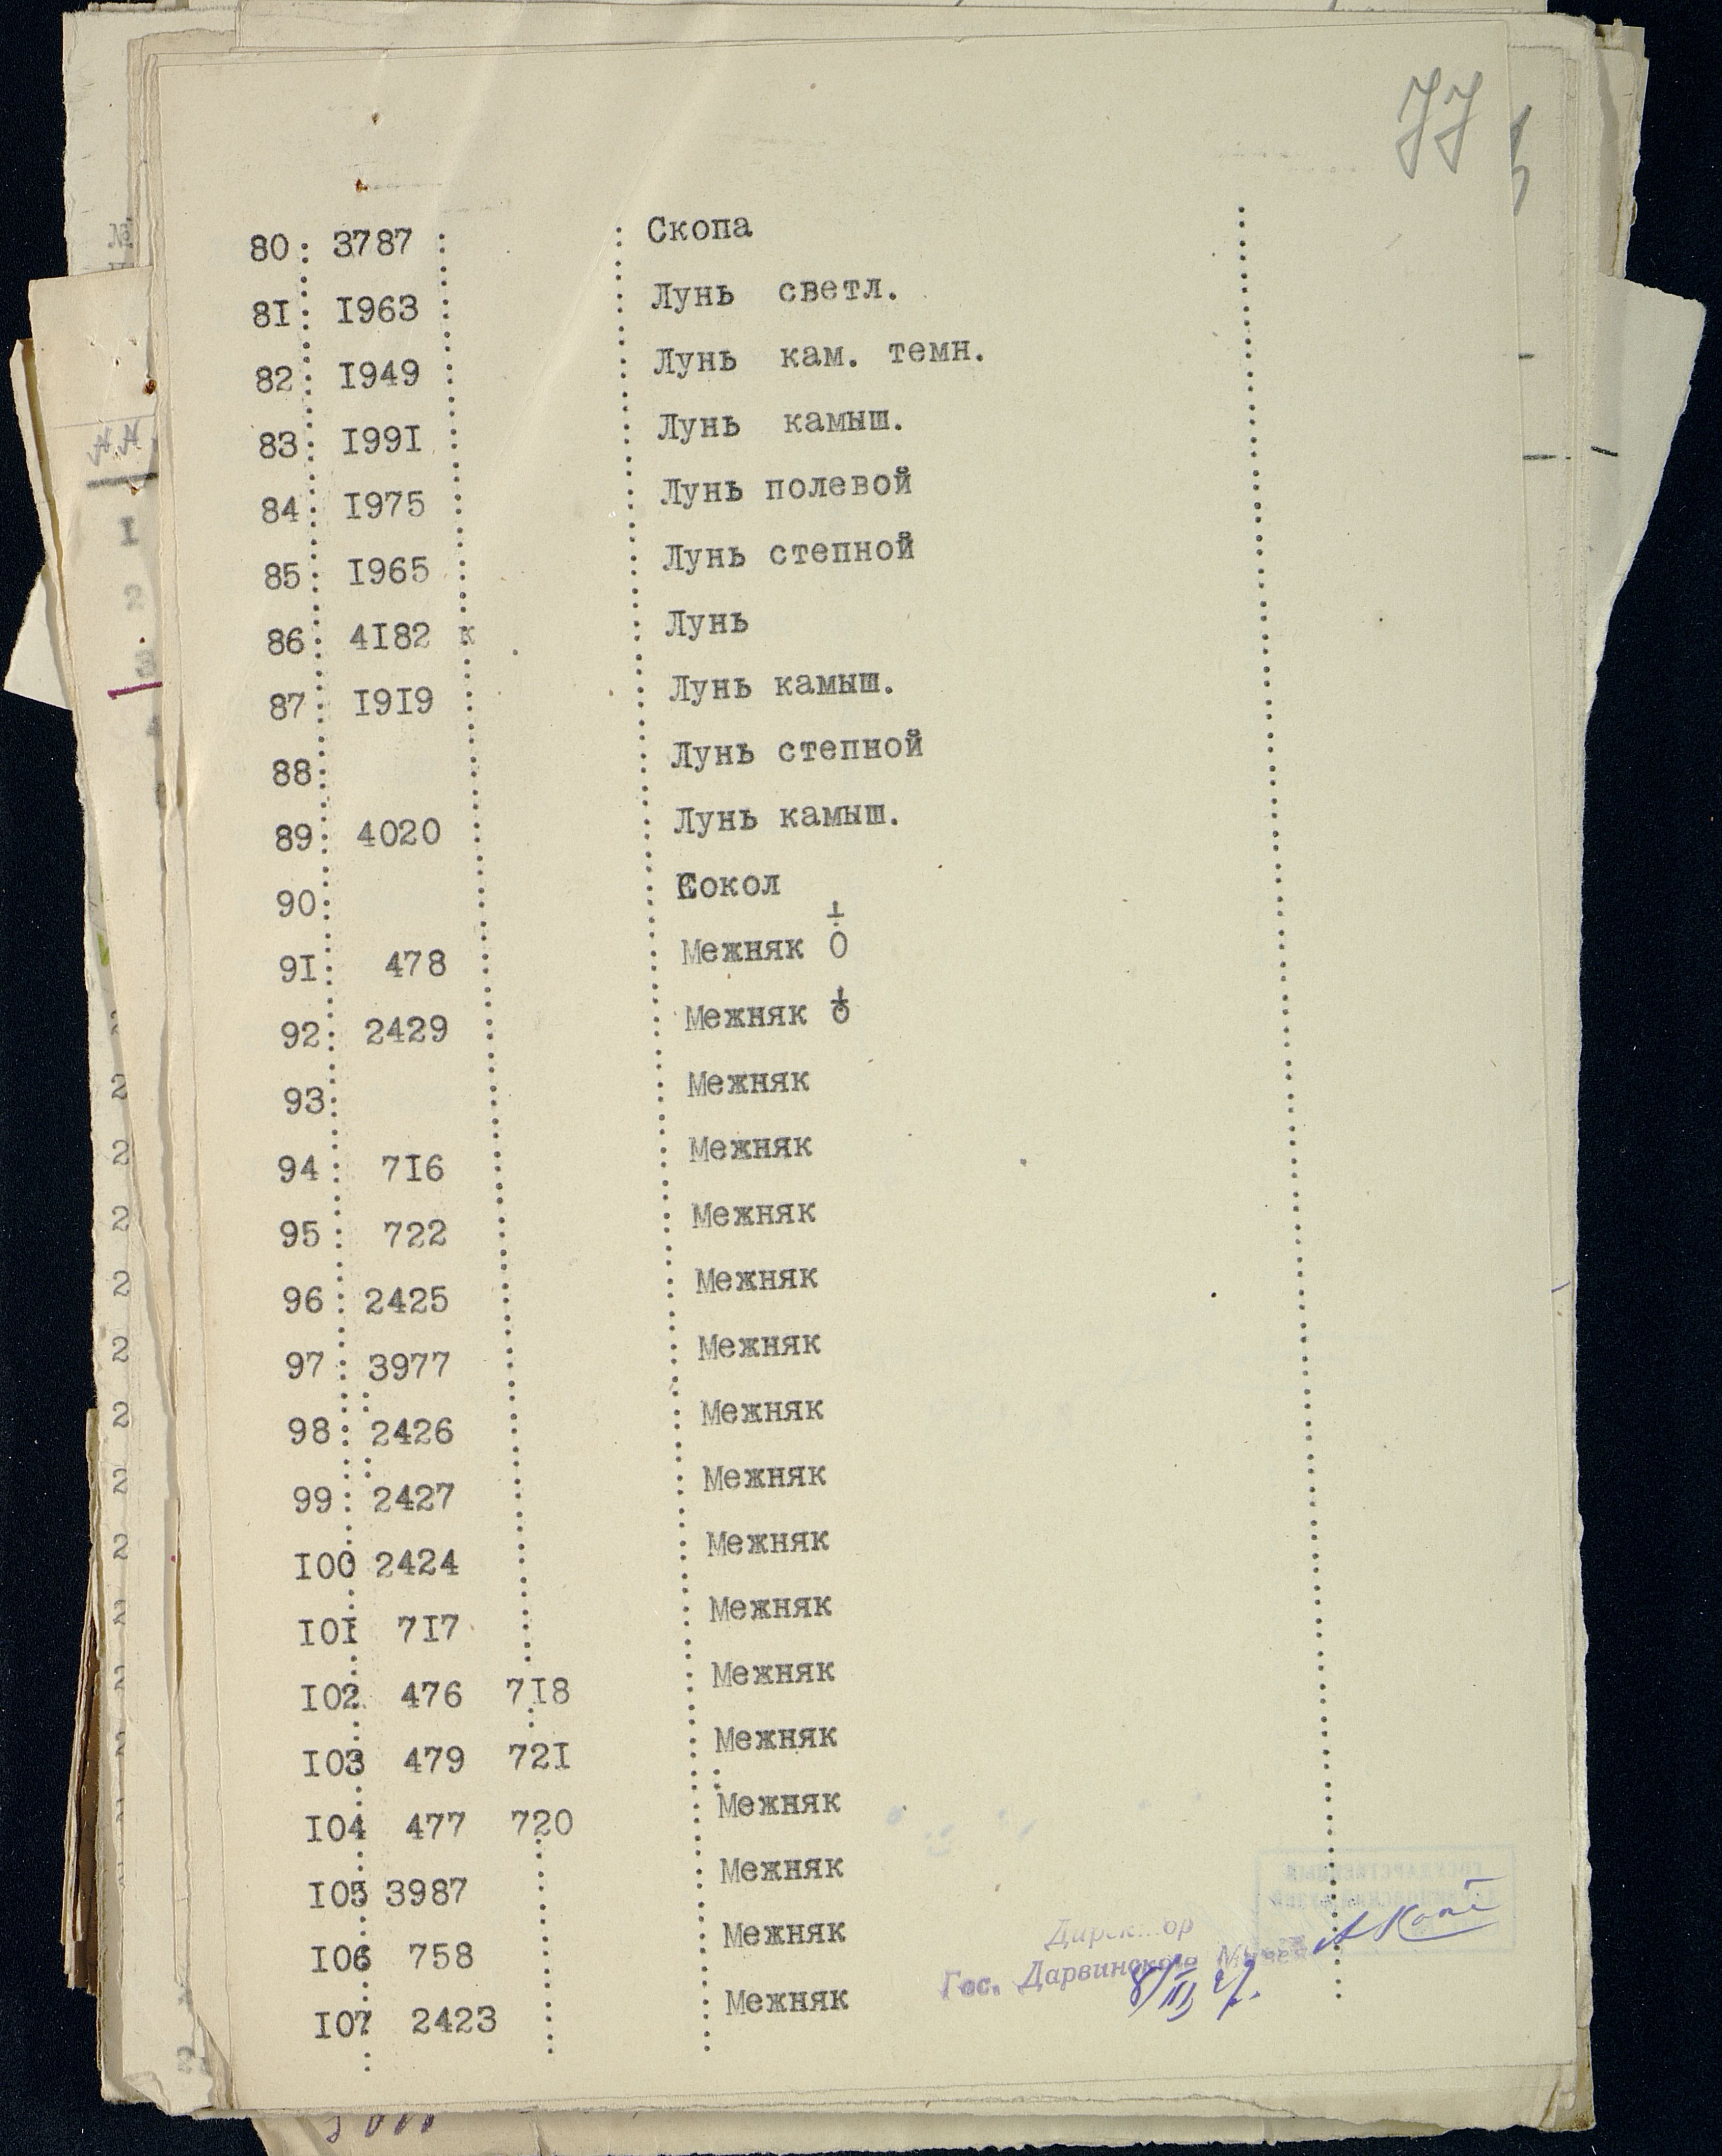 77
80 : 3787 : : Скопа
81 : I963 : : Лунь светл.
82 : I949 : : Лунь кам. темн.
83 : I99I : : Лунь камыш.
84 : I975 : : Лунь полевой
85 : I965 : : Лунь степной
86 : 4I82 к : Лунь
87 : I9I9 : : Лунь камыш.
88 : : : Лунь степной
89 : 4020 : : Лунь камыш.
90 : : : Сокол
9I : 478 : : Межняк ♀
92 : 2429 : : Межняк ♀
93 : : : Межняк
94 : 7I6 : : Межняк
95 : 722 : : Межняк
96 : 2425 : : Межняк
97 : 3977 : : Межняк
98 : 2426 : : Межняк
99 : 2427 : : Межняк
I00 2424 : : Межняк
I0I 7I7 : : Межняк
I02 476 7I8 : Межняк
I03 479 72I : Межняк
I04 477 720 : Межняк
I05 3987 : : Межняк
I06 758 : : Межняк
I07 2423 : : Межняк
Директор
Гос. Дарвинского Музея